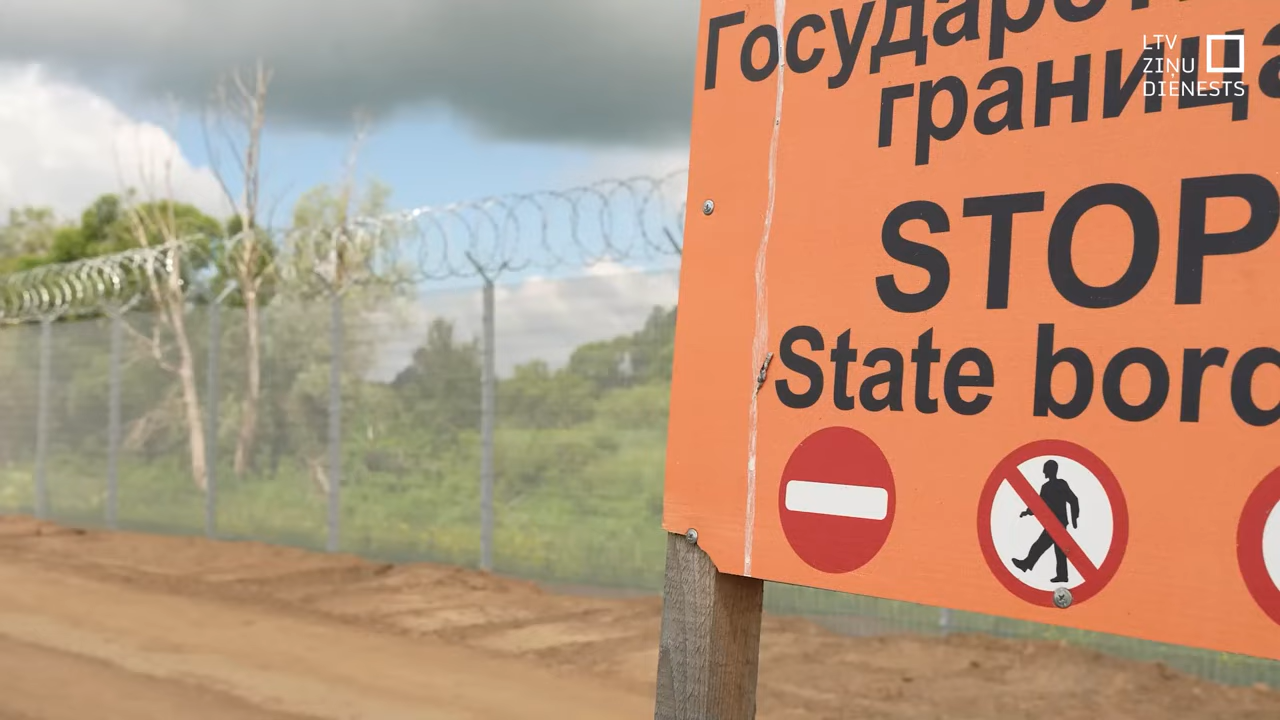 Государст
граница
STOP
State bord
LTV
ZIŅU
DIENESTS